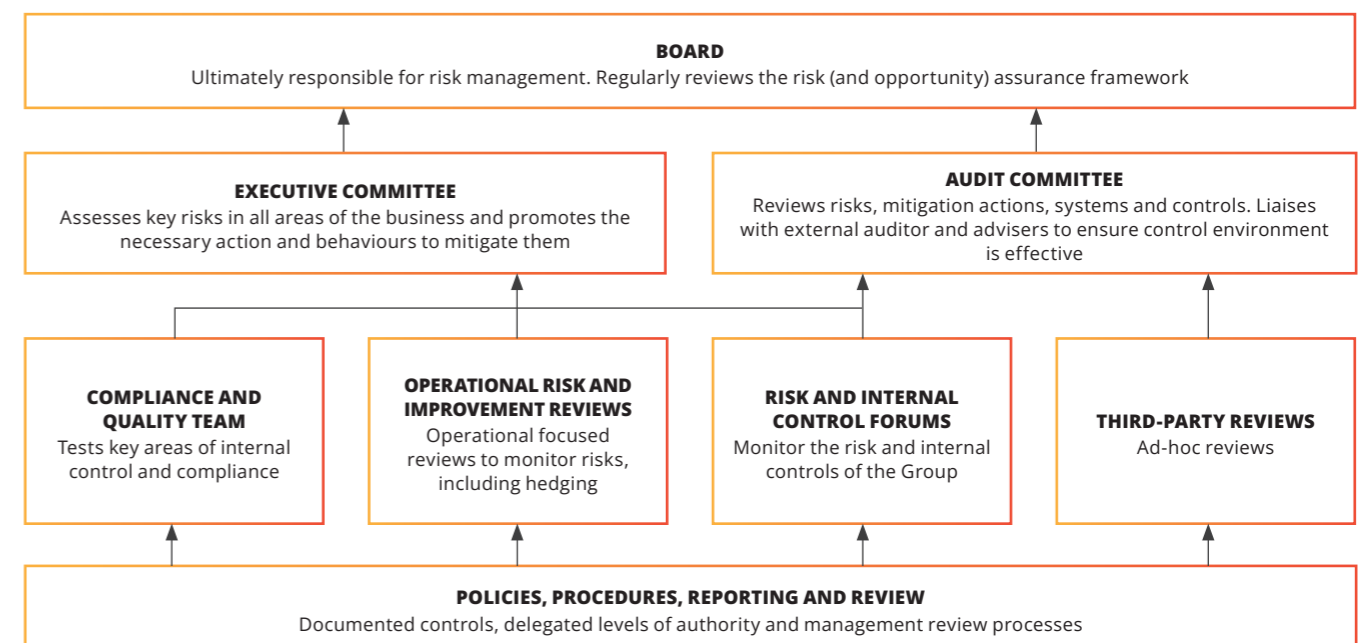 BOARD
Ultimately responsible for risk management. Regularly reviews the risk (and opportunity) assurance framework
EXECUTIVE COMMITTEE
Assesses key risks in all areas of the business and promotes the
necessary action and behaviours to mitigate them
AUDIT COMMITTEE
Reviews risks, mitigation actions, systems and controls. Liaises
with external auditor and advisers to ensure control environment
is effective
COMPLIANCE AND
QUALITY TEAM
Tests key areas of internal
control and compliance
OPERATIONAL RISK AND
IMPROVEMENT REVIEWS
Operational focused
reviews to monitor risks,
including hedging
RISK AND INTERNAL
CONTROL FORUMS
Monitor the risk and internal
controls of the Group
THIRD-PARTY REVIEWS
Ad-hoc reviews
POLICIES, PROCEDURES, REPORTING AND REVIEW
Documented controls, delegated levels of authority and management review processes